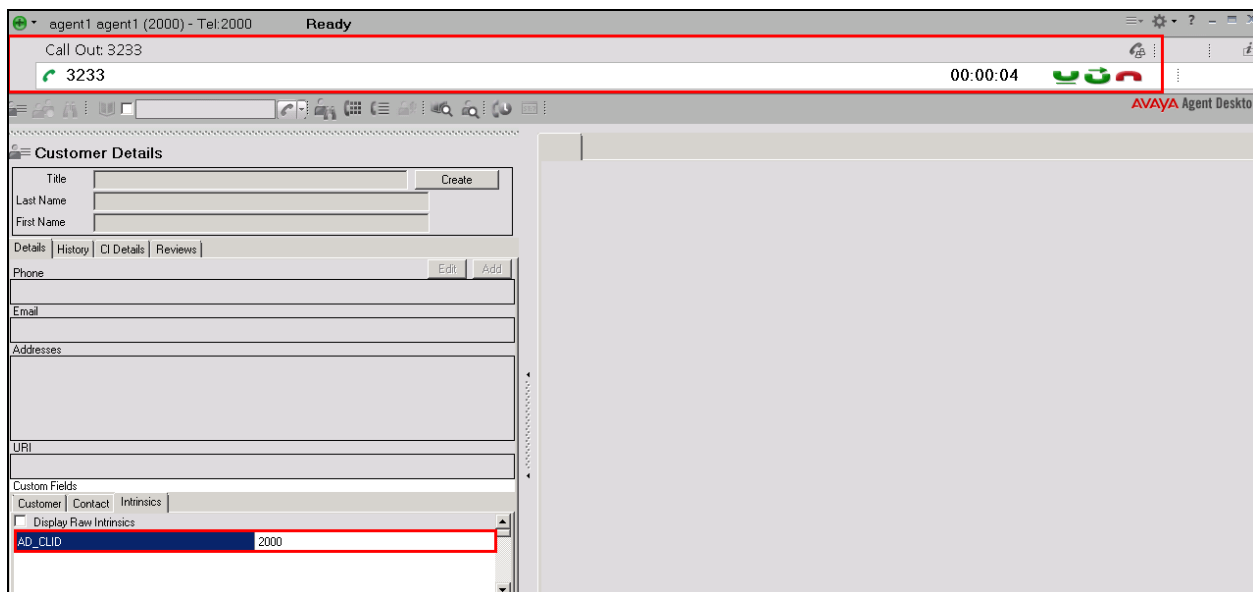 agent1 agent1 (2000) - Tel:2000 Ready ?
Call Out: 3233
3233 00:00:04
AVAYA Agent Deskto
Customer Details
Title Create
Last Name
First Name
Details History CI Details Reviews
Phone Edit Add
Email
Addresses
URI
Custom Fields
Customer Contact Intrinsics
Display Raw Intrinsics
AD_CLID 2000